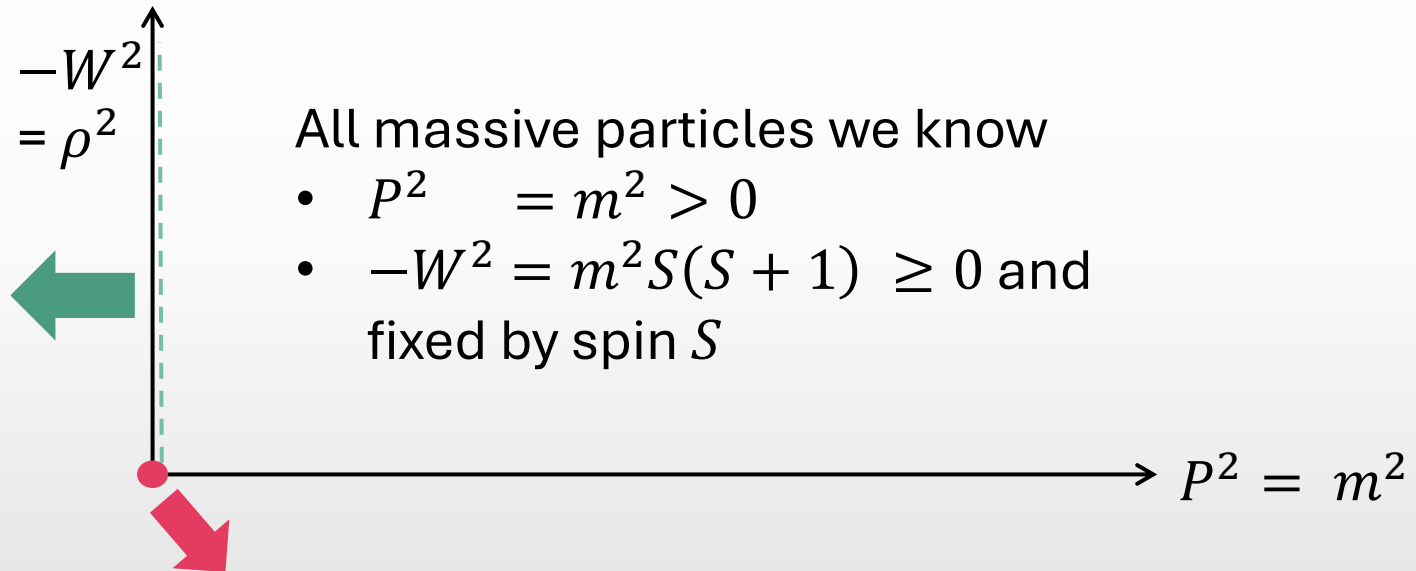 −𝑊²
= 𝜌²
All massive particles we know
• 𝑃² = 𝑚² > 0
• −𝑊² = 𝑚²𝑆(𝑆 + 1) ≥ 0 and
fixed by spin 𝑆
𝑃² = 𝑚²